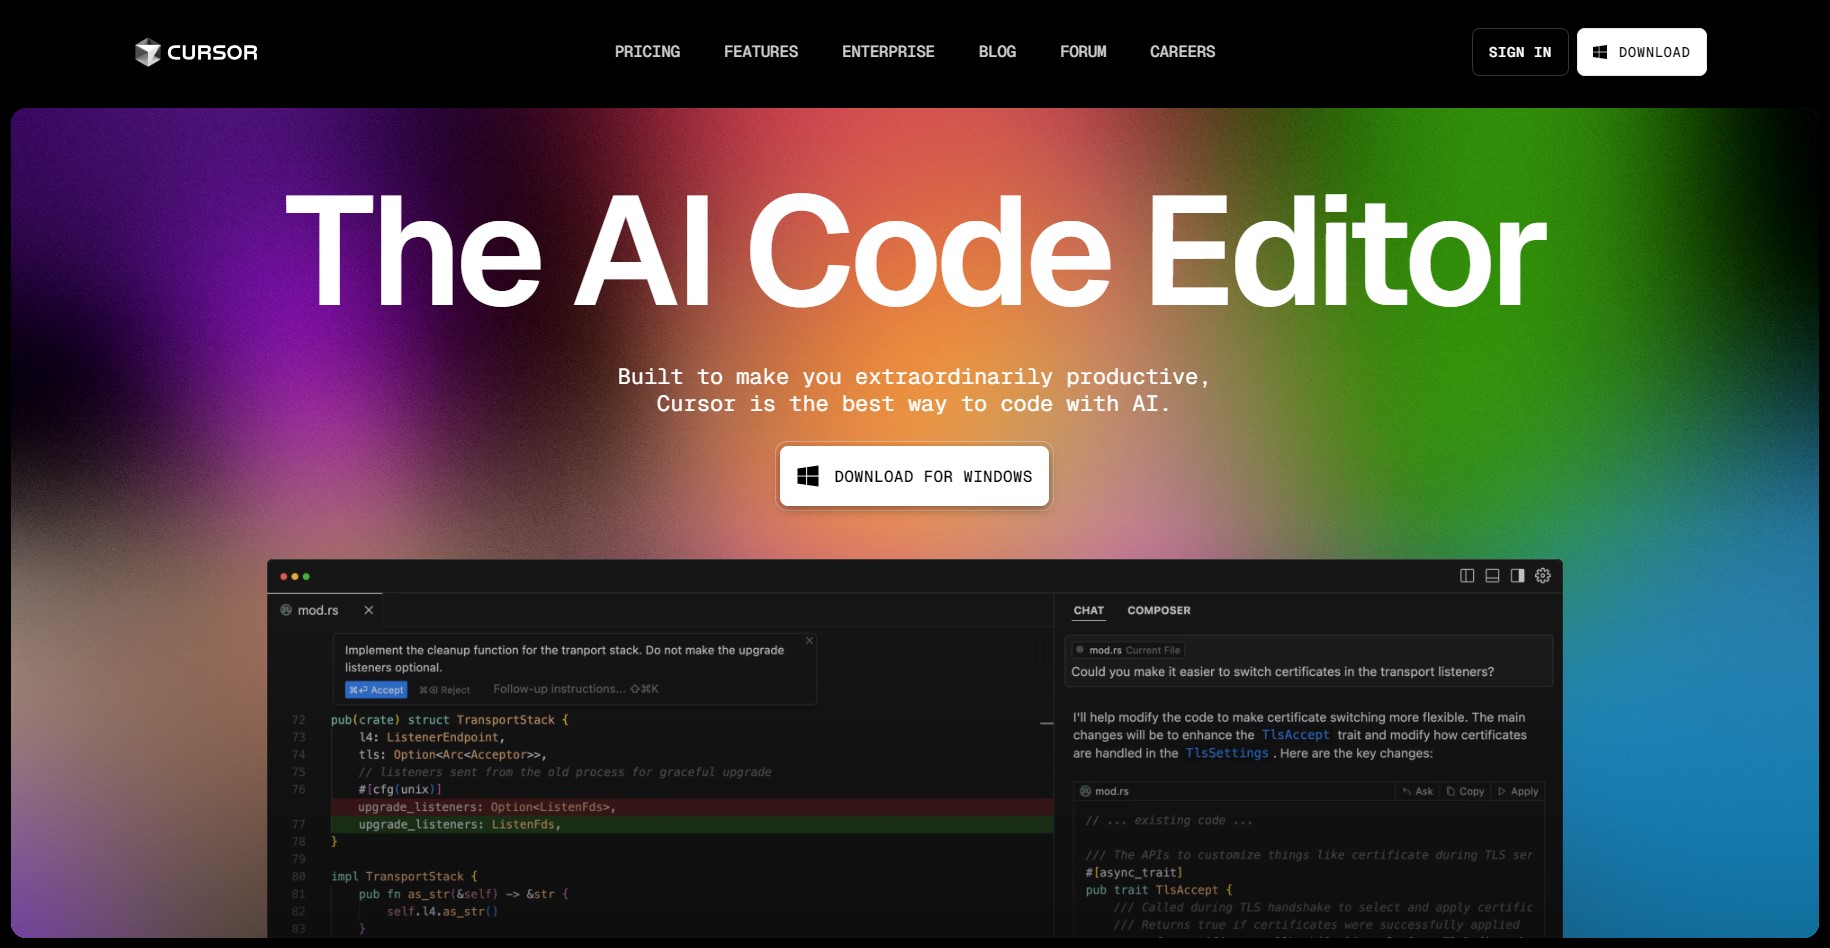 CURSOR
PRICING
FEATURES
ENTERPRISE
BLOG
FORUM
CAREERS
SIGN IN
DOWNLOAD
The AI Code Editor
Built to make you extraordinarily productive,
Cursor is the best way to code with AI.
DOWNLOAD FOR WINDOWS
mod.rs
Implement the cleanup function for the tranport stack. Do not make the upgrade
listeners optional.
⌘⏎ Accept ⌘⌫ Reject Follow-up instructions... ⇧⌘K
72 pub(crate) struct TransportStack {
73 l4: ListenerEndpoint,
74 tls: Option<Arc<Acceptor>>,
75 // listeners sent from the old process for graceful upgrade
76 #[cfg(unix)]
upgrade_listeners: Option<ListenFds>,
77 upgrade_listeners: ListenFds,
78 }
79
80 impl TransportStack {
81 pub fn as_str(&self) -> &str {
82 self.l4.as_str()
83 }
CHAT COMPOSER
mod.rs Current File
Could you make it easier to switch certificates in the transport listeners?
I'll help modify the code to make certificate switching more flexible. The main
changes will be to enhance the TlsAccept trait and modify how certificates
are handled in the TlsSettings. Here are the key changes:
mod.rs Ask Copy Apply
// ... existing code ...
/// The APIs to customize things like certificate during TLS ser
#[async_trait]
pub trait TlsAccept {
/// Called during TLS handshake to select and apply certific
/// Returns true if certificates were successfully applied